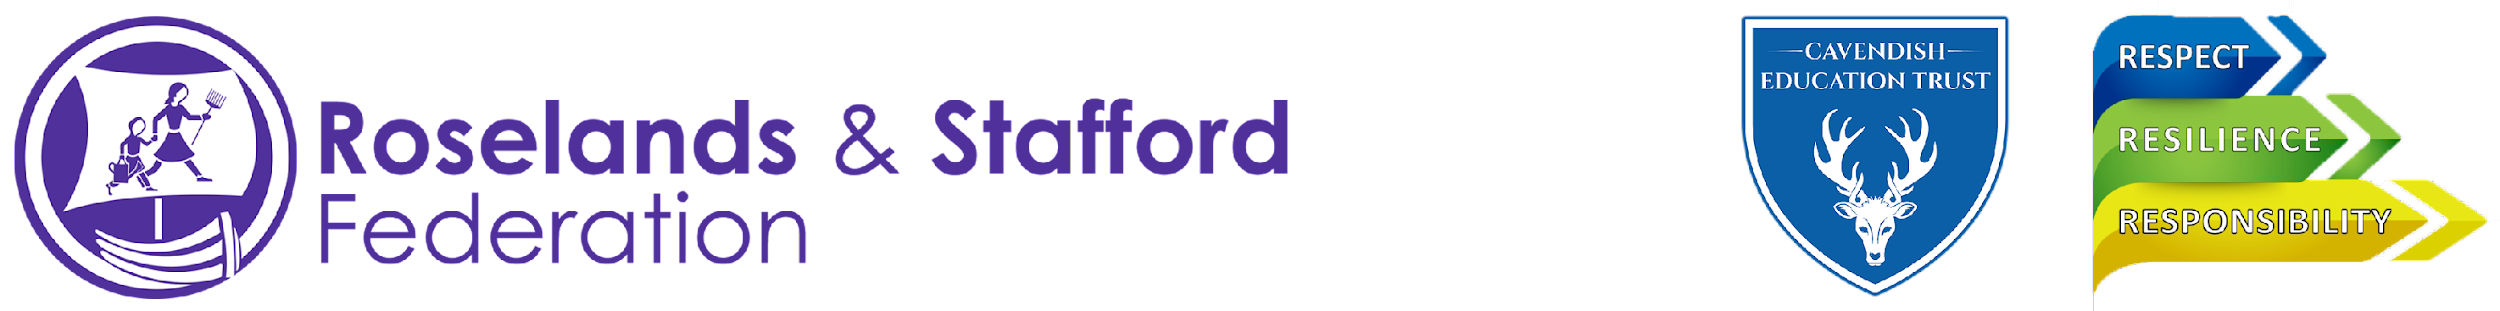 Roselands & Stafford
Federation
CAVENDISH
EDUCATION TRUST
RESPECT
RESILIENCE
RESPONSIBILITY